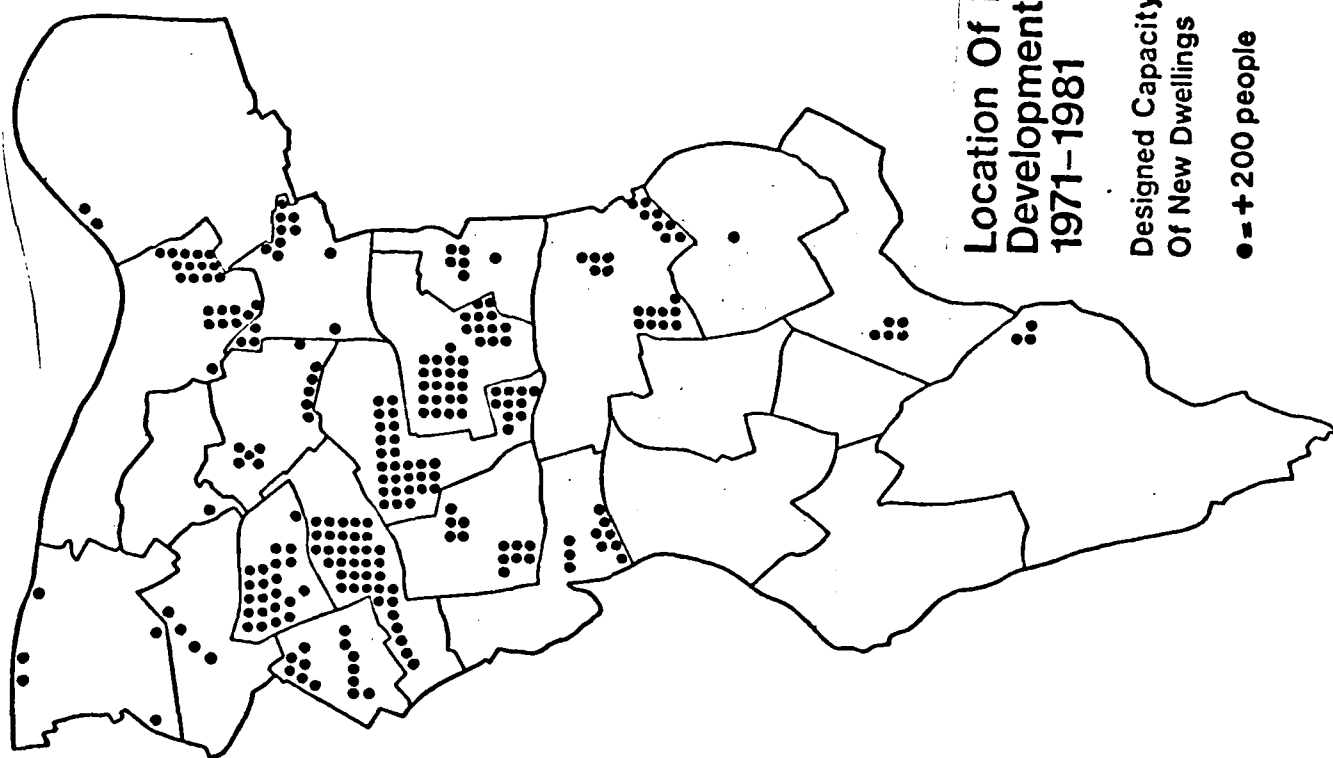 Location Of
Development
1971–1981
Designed Capacity
Of New Dwellings
●=+200 people